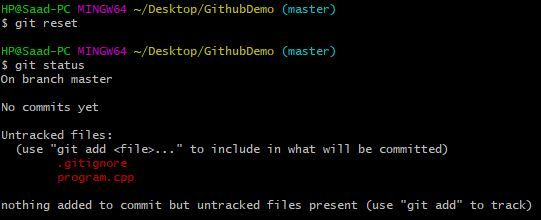 HP@Saad-PC MINGW64 ~/Desktop/GithubDemo (master)
$ git reset
HP@Saad-PC MINGW64 ~/Desktop/GithubDemo (master)
$ git status
On branch master
No commits yet
Untracked files:
(use "git add <file>..." to include in what will be committed)
.gitignore
program.cpp
nothing added to commit but untracked files present (use "git add" to track)